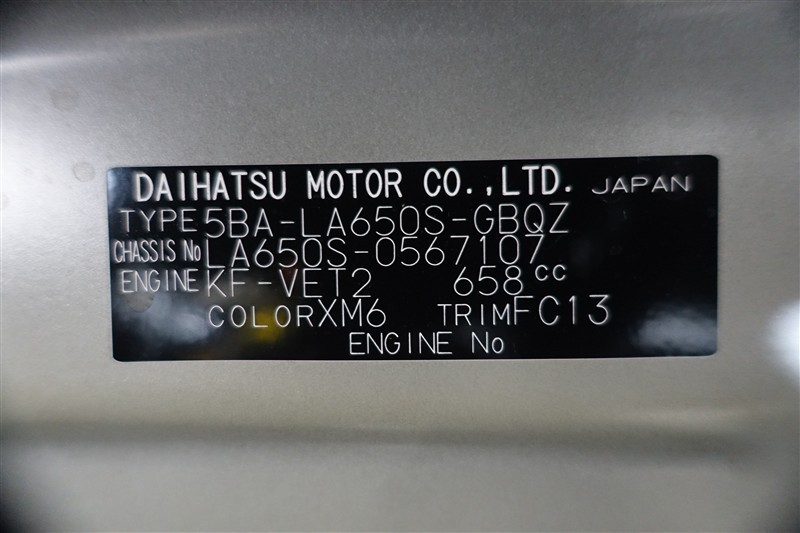 DAIHATSU MOTOR CO.,LTD. JAPAN
TYPE 5BA-LA650S-GBQZ
CHASSIS No LA650S-0567107
ENGINE KF-VET2 658cc
COLOR XM6 TRIM FC13
ENGINE No